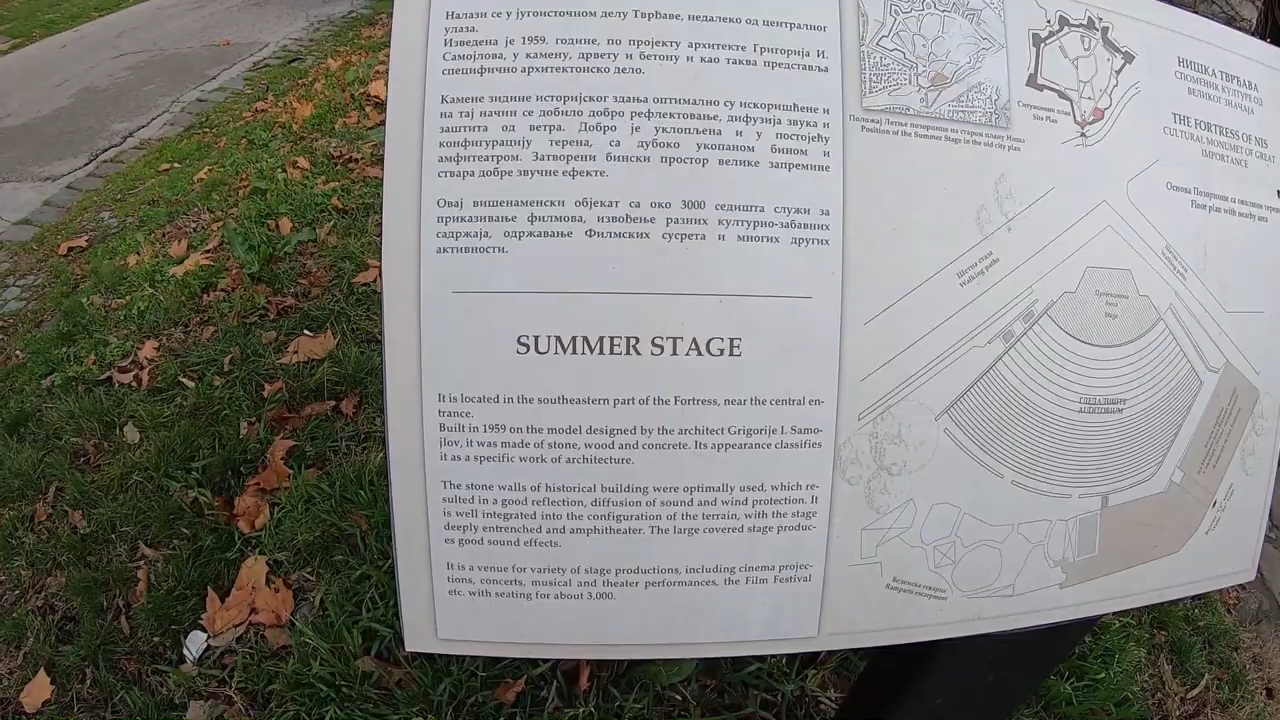 Налази се у југоисточном делу Тврђаве, недалеко од централног
улаза.
Изведена је 1959. године, по пројекту архитекте Григорија И.
Самојлова, у камену, дрвету и бетону и као таква представља
специфично архитектонско дело.
Камене зидине историјског здања оптимално су искоришћене и
на тај начин се добило добро рефлектовање, дифузија звука и
заштита од ветра. Добро је уклопљена и у постојећу
конфигурацију терена, са дубоко укопаном бином и
амфитеатром. Затворени бински простор велике запремине
ствара добре звучне ефекте.
Овај вишенаменски објекат са око 3000 седишта служи за
приказивање филмова, извођење разних културно-забавних
садржаја, одржавање Филмских сусрета и многих других
активности.
SUMMER STAGE
It is located in the southeastern part of the Fortress, near the central en-
trance.
Built in 1959 on the model designed by the architect Grigorije I. Samo-
jlov, it was made of stone, wood and concrete. Its appearance classifies
it as a specific work of architecture.
The stone walls of historical building were optimally used, which re-
sulted in a good reflection, diffusion of sound and wind protection. It
is well integrated into the configuration of the terrain, with the stage
deeply entrenched and amphitheater. The large covered stage produc-
es good sound effects.
It is a venue for variety of stage productions, including cinema projec-
tions, concerts, musical and theater performances, the Film Festival
etc. with seating for about 3,000.
Положај Летње позорнице на старом плану Ниша
Position of the Summer Stage in the old city plan
Ситуациони план
Site Plan
НИШКА ТВРЂАВА
СПОМЕНИК КУЛТУРЕ ОД
ВЕЛИКОГ ЗНАЧАЈА
THE FORTRESS OF NIS
CULTURAL MONUMET OF GREAT
IMPORTANCE
Основа Позорнице са околним
Floor plan with nearby area
Шетна стаза
Walking paths
Шетна стаза
Walking paths
Stage
ГЛЕДАЛИШТЕ
AUDITORIUM
Бедемска ескарпа
Ramparti escarpment